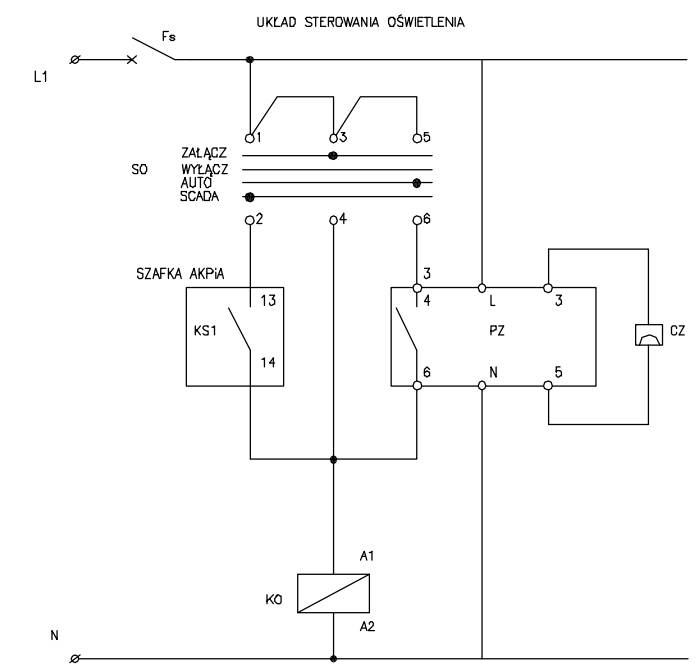 UKŁAD STEROWANIA OŚWIETLENIA
Fs
L1
1 3 5
ZAŁĄCZ
SO WYŁĄCZ
AUTO
SCADA
2 4 6
SZAFKA AKPiA 3
13 4 L 3
KS1 PZ CZ
14
6 N 5
A1
KO
A2
N